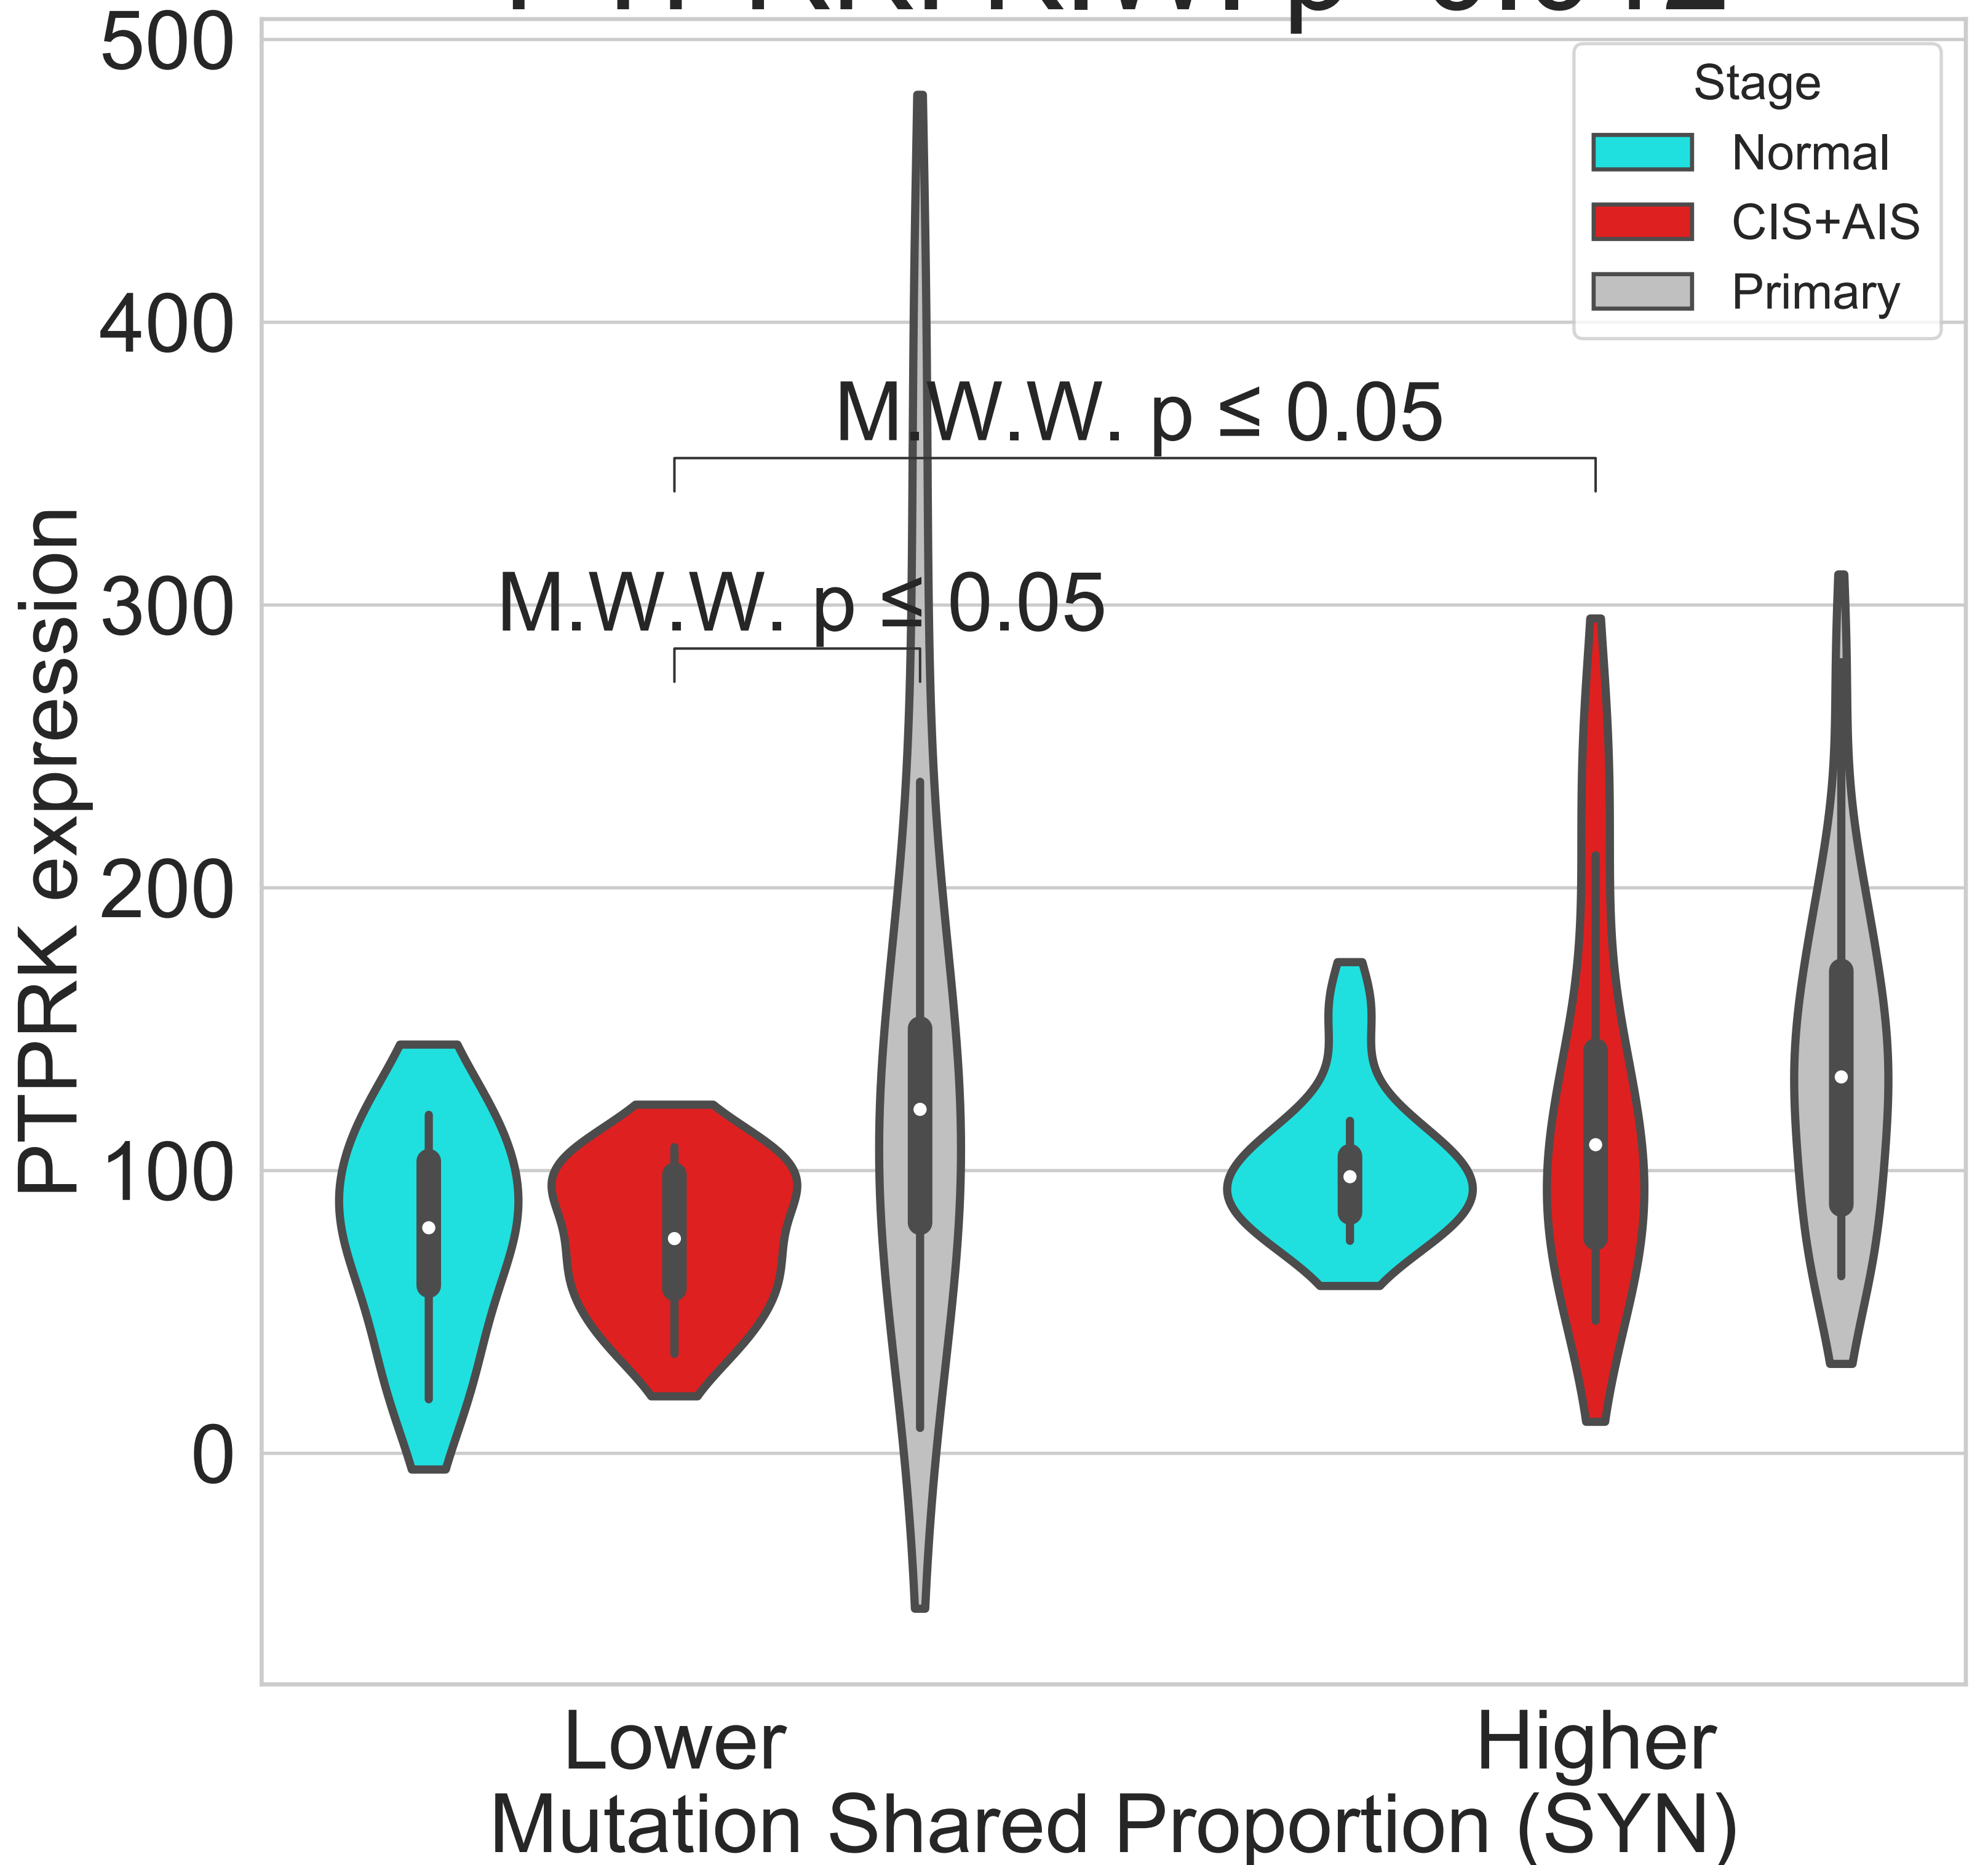 500
400
300
200
100
0
PTPRK expression
Stage
Normal
CIS+AIS
Primary
M.W.W. p ≤ 0.05
M.W.W. p ≤ 0.05
Lower
Higher
Mutation Shared Proportion (SYN)